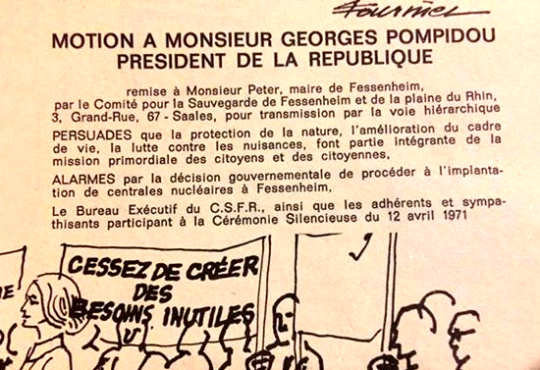 Fournier
MOTION A MONSIEUR GEORGES POMPIDOU
PRESIDENT DE LA REPUBLIQUE
remise à Monsieur Peter, maire de Fessenheim,
par le Comité pour la Sauvegarde de Fessenheim et de la plaine du Rhin,
3, Grand-Rue, 67 - Saales, pour transmission par la voie hiérarchique
PERSUADES que la protection de la nature, l'amélioration du cadre
de vie, la lutte contre les nuisances, font partie intégrante de la
mission primordiale des citoyens et des citoyennes,
ALARMES par la décision gouvernementale de procéder à l'implanta-
tion de centrales nucléaires à Fessenheim,
Le Bureau Exécutif du C.S.F.R., ainsi que les adhérents et sympa-
thisants participant à la Cérémonie Silencieuse du 12 avril 1971
CESSEZ DE CRÉER
DES
BESOINS INUTILES